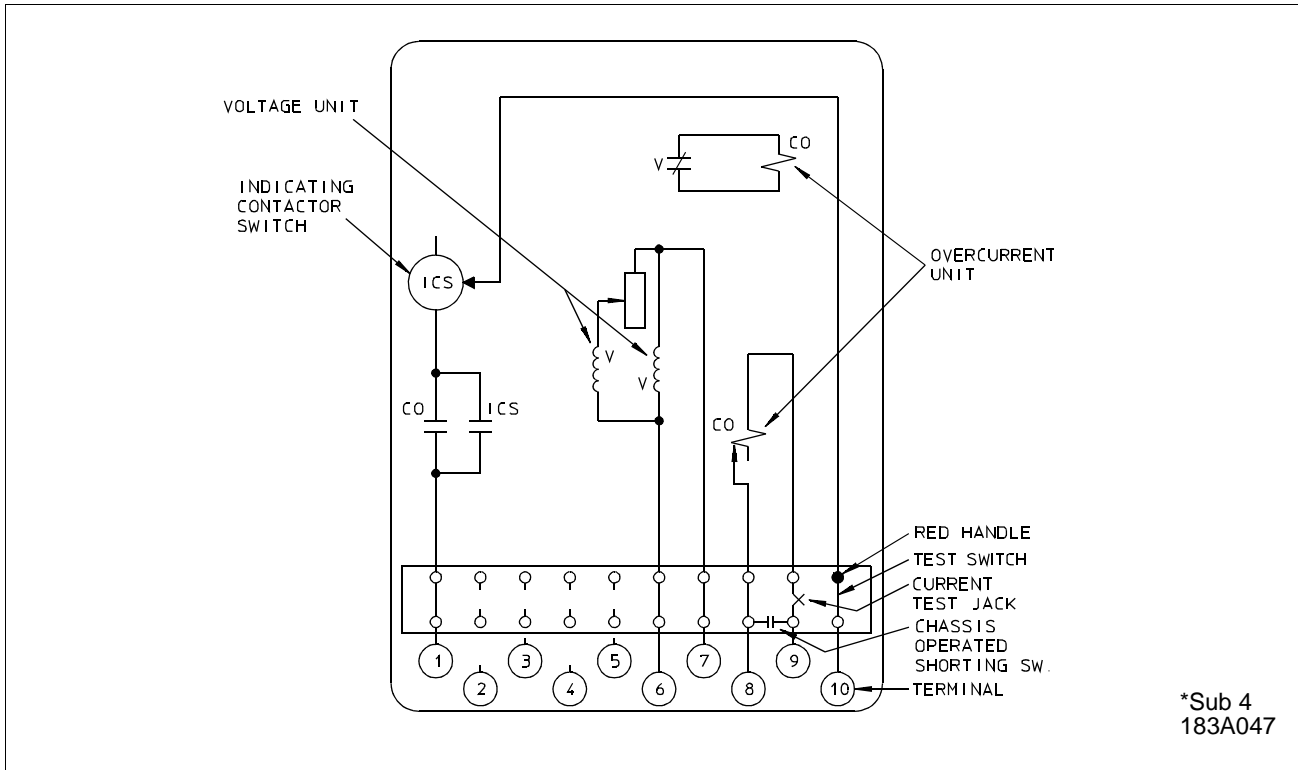 VOLTAGE UNIT
CO
V
INDICATING
CONTACTOR
SWITCH
OVERCURRENT
UNIT
ICS
V
V
CO
ICS
CO
RED HANDLE
TEST SWITCH
CURRENT
TEST JACK
CHASSIS
OPERATED
SHORTING SW.
TERMINAL
1
3
5
7
9
2
4
6
8
10
*Sub 4
183A047